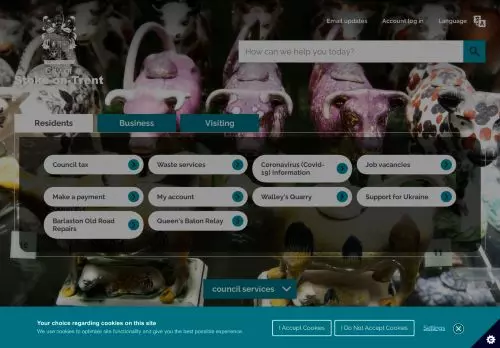 Email updates Account log in Language
City of
Stoke-on-Trent
How can we help you today?
Residents Business Visiting
Council tax
Waste services
Coronavirus (Covid-
19) information
Job vacancies
Make a payment
My account
Walley's Quarry
Support for Ukraine
Barlaston Old Road
Repairs
Queen's Baton Relay
council services
Your choice regarding cookies on this site
We use cookies to optimise site functionality and give you the best possible experience.
I Accept Cookies
I Do Not Accept Cookies
Settings